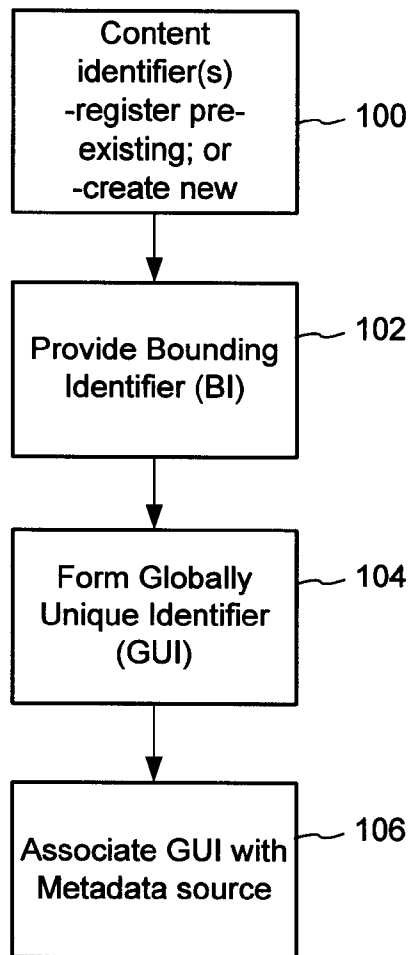 Content
identifier(s)
-register pre-
existing; or
-create new
100
Provide Bounding
Identifier (BI)
102
Form Globally
Unique Identifier
(GUI)
104
Associate GUI with
Metadata source
106